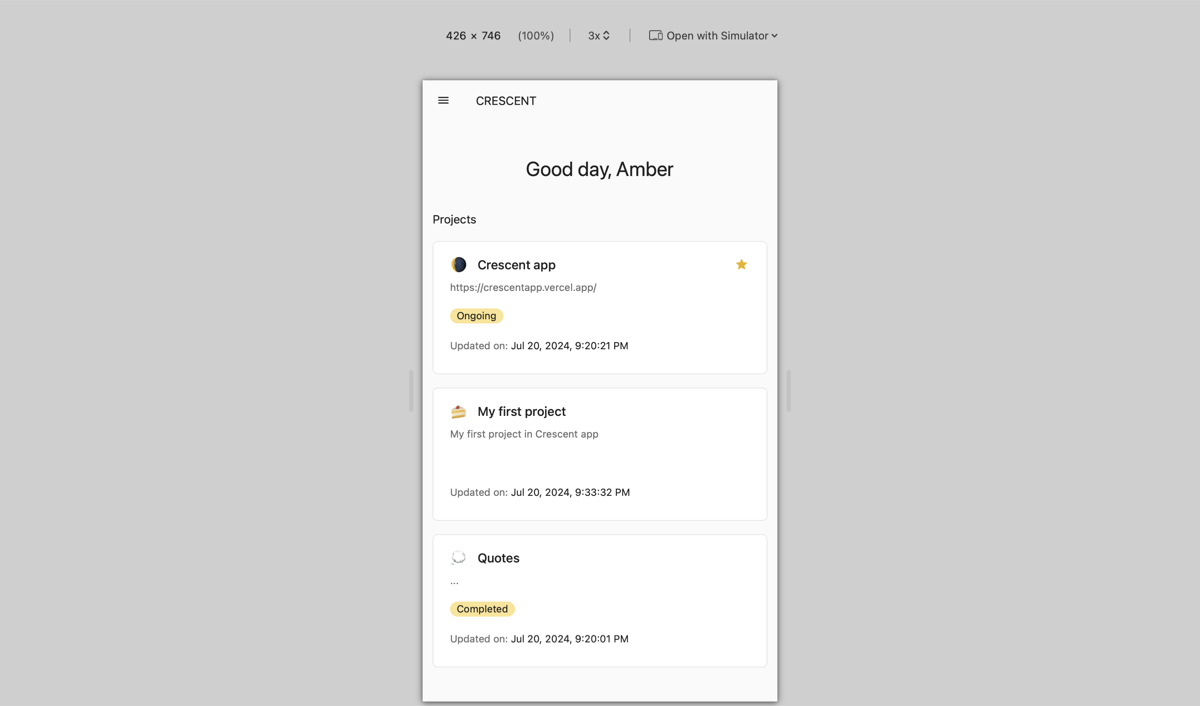 426 × 746 (100%) 3x Open with Simulator
CRESCENT
Good day, Amber
Projects
Crescent app
https://crescentapp.vercel.app/
Ongoing
Updated on: Jul 20, 2024, 9:20:21 PM
My first project
My first project in Crescent app
Updated on: Jul 20, 2024, 9:33:32 PM
Quotes
...
Completed
Updated on: Jul 20, 2024, 9:20:01 PM